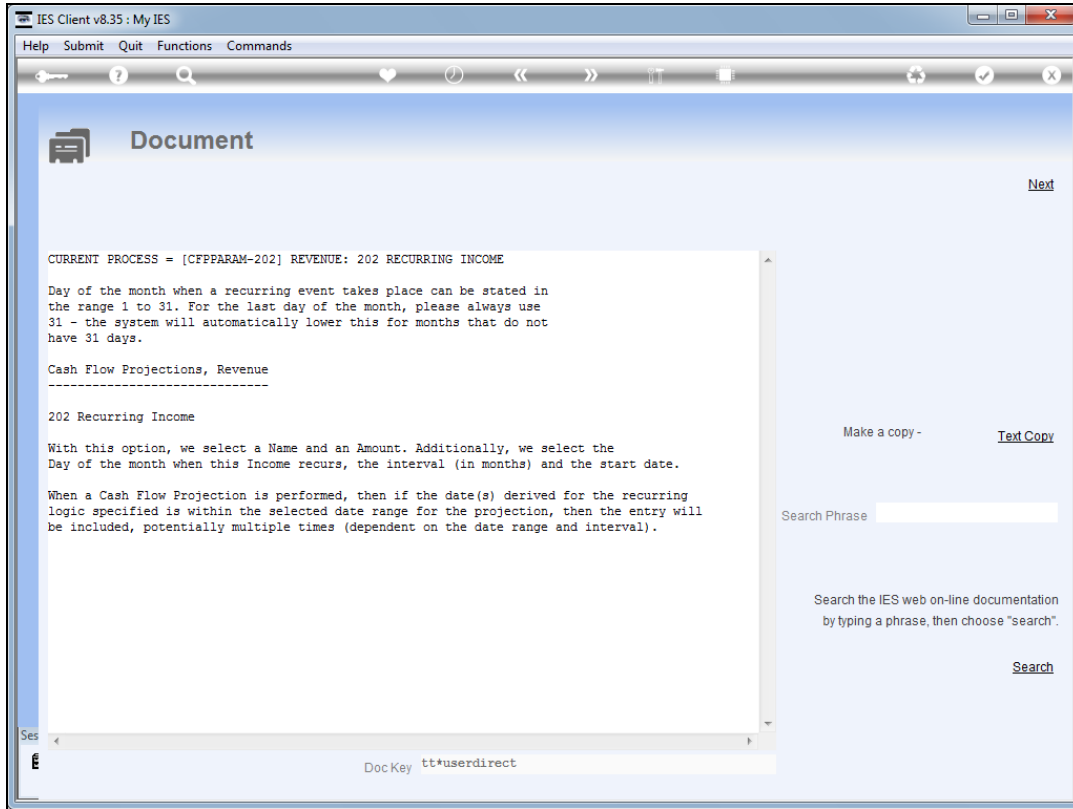 IES Client v8.35 : My IES
Help Submit Quit Functions Commands
Document
Next
CURRENT PROCESS = [CFPPARAM-202] REVENUE: 202 RECURRING INCOME
Day of the month when a recurring event takes place can be stated in
the range 1 to 31. For the last day of the month, please always use
31 - the system will automatically lower this for months that do not
have 31 days.
Cash Flow Projections, Revenue
------------------------------
202 Recurring Income
With this option, we select a Name and an Amount. Additionally, we select the
Day of the month when this Income recurs, the interval (in months) and the start date.
When a Cash Flow Projection is performed, then if the date(s) derived for the recurring
logic specified is within the selected date range for the projection, then the entry will
be included, potentially multiple times (dependent on the date range and interval).
Make a copy - Text Copy
Search Phrase
Search the IES web on-line documentation
by typing a phrase, then choose "search".
Search
Ses
Doc Key tt*userdirect